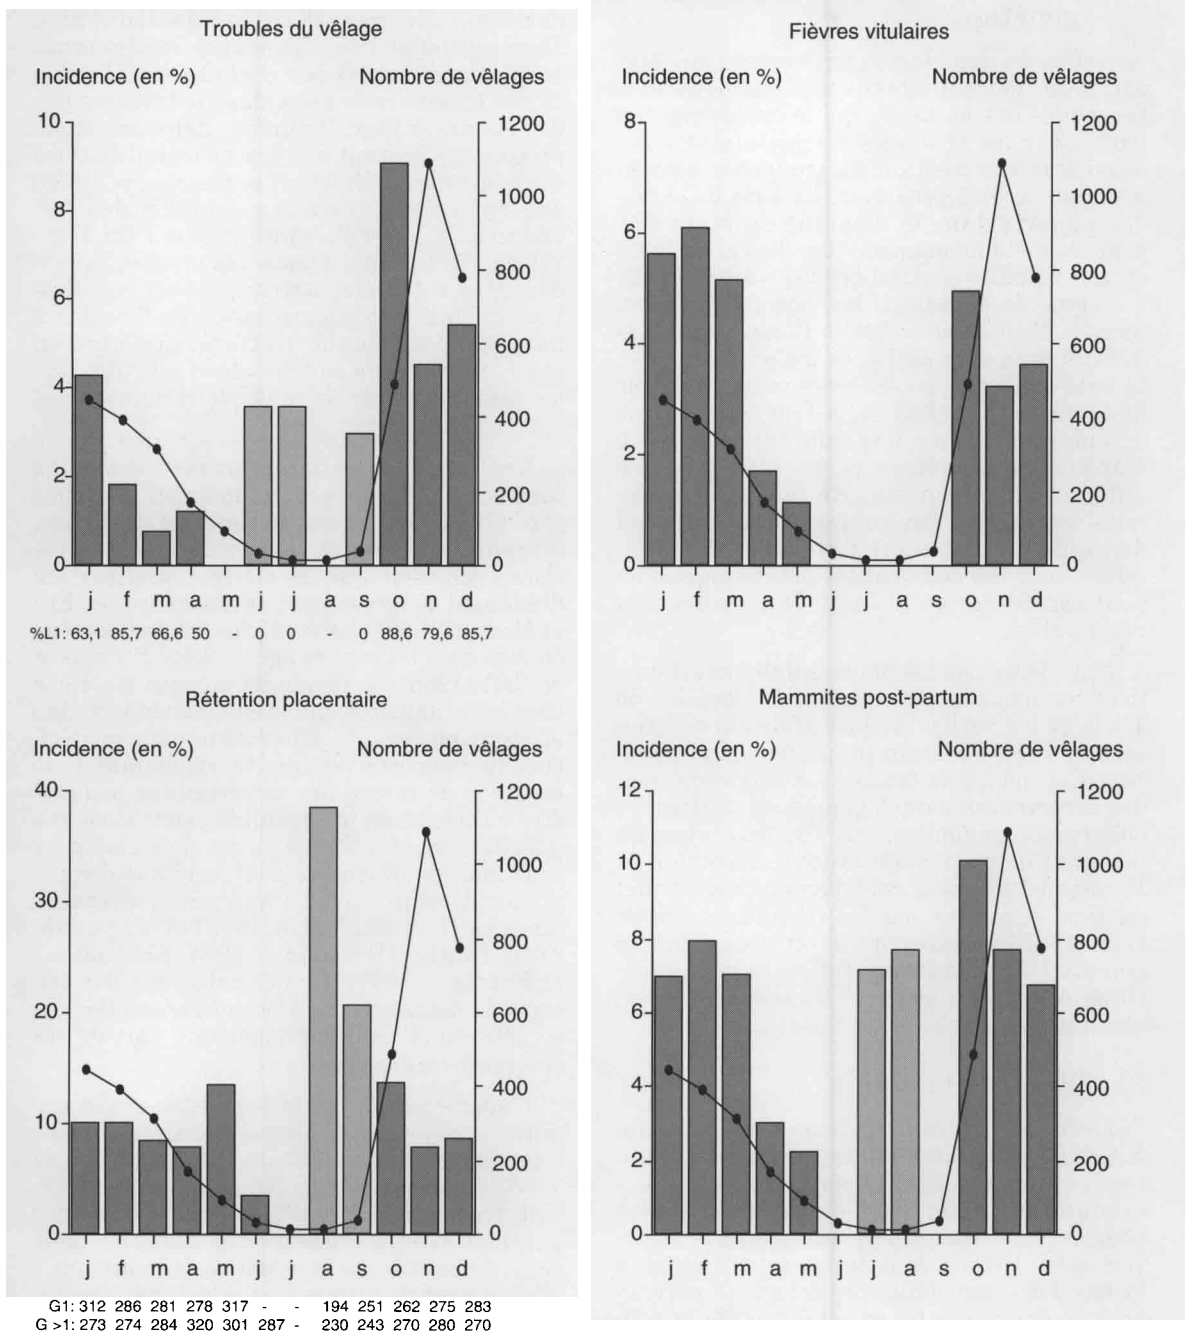 Troubles du vêlage
Incidence (en %) Nombre de vêlages
10 1200
1000
8
800
6
600
4
400
2
200
0 0
j f m a m j j a s o n d
%L1: 63,1 85,7 66,6 50 - 0 0 - 0 88,6 79,6 85,7
Fièvres vitulaires
Incidence (en %) Nombre de vêlages
8 1200
1000
6
800
600
4
400
2
200
0 0
j f m a m j j a s o n d
Rétention placentaire
Incidence (en %) Nombre de vêlages
40 1200
1000
30
800
20
600
400
10
200
0 0
j f m a m j j a s o n d
G1: 312 286 281 278 317 - - 194 251 262 275 283
G >1: 273 274 284 320 301 287 - 230 243 270 280 270
Mammites post-partum
Incidence (en %) Nombre de vêlages
12 1200
10 1000
8 800
6 600
4 400
2 200
0 0
j f m a m j j a s o n d